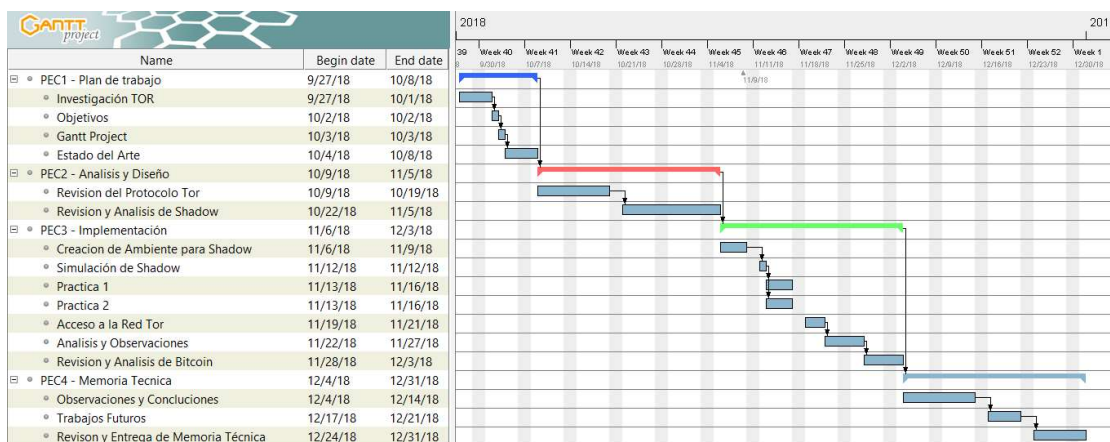 GANTT project
2018
201
39 Week 40 Week 41 Week 42 Week 43 Week 44 Week 45 Week 46 Week 47 Week 48 Week 49 Week 50 Week 51 Week 52 Week 1
8 9/30/18 10/7/18 10/14/18 10/21/18 10/28/18 11/4/18 11/11/18 11/18/18 11/25/18 12/2/18 12/9/18 12/16/18 12/23/18 12/30/18
Name Begin date End date
PEC1 - Plan de trabajo 9/27/18 10/8/18
11/9/18
Investigación TOR 9/27/18 10/1/18
Objetivos 10/2/18 10/2/18
Gantt Project 10/3/18 10/3/18
Estado del Arte 10/4/18 10/8/18
PEC2 - Analisis y Diseño 10/9/18 11/5/18
Revision del Protocolo Tor 10/9/18 10/19/18
Revision y Analisis de Shadow 10/22/18 11/5/18
PEC3 - Implementación 11/6/18 12/3/18
Creacion de Ambiente para Shadow 11/6/18 11/9/18
Simulación de Shadow 11/12/18 11/12/18
Practica 1 11/13/18 11/16/18
Practica 2 11/13/18 11/16/18
Acceso a la Red Tor 11/19/18 11/21/18
Analisis y Observaciones 11/22/18 11/27/18
Revision y Analisis de Bitcoin 11/28/18 12/3/18
PEC4 - Memoria Tecnica 12/4/18 12/31/18
Observaciones y Concluciones 12/4/18 12/14/18
Trabajos Futuros 12/17/18 12/21/18
Revison y Entrega de Memoria Técnica 12/24/18 12/31/18